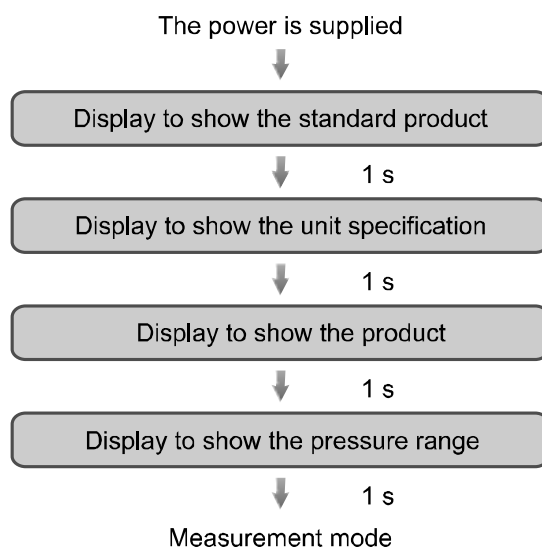 The power is supplied
Display to show the standard product
1 s
Display to show the unit specification
1 s
Display to show the product
1 s
Display to show the pressure range
1 s
Measurement mode